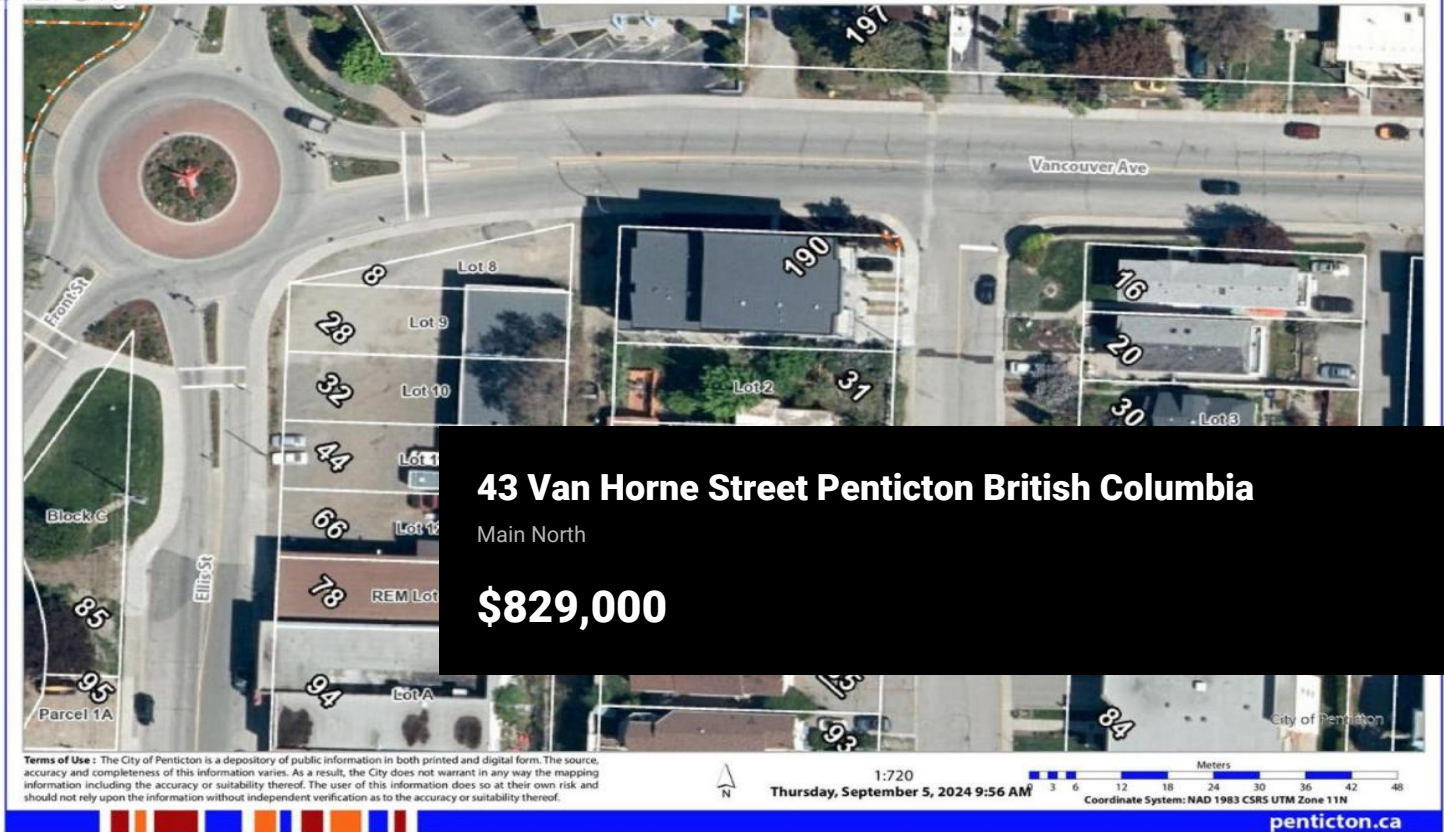 197
Vancouver Ave
190
8
Lot 8
16
Front St
28
Lot 9
20
32
Lot 10
Lot 2
31
30
Lot 3
44
43 Van Horne Street Penticton British Columbia
Main North
$829,000
Block C
66
Ellis St
78
REM Lot
85
95
Parcel 1A
94
Lot A
93
84
City of Penticton
Terms of Use : The City of Penticton is a depository of public information in both printed and digital form. The source,
accuracy and completeness of this information varies. As a result, the City does not warrant in any way the mapping
information including the accuracy or suitability thereof. The user of this information does so at their own risk and
should not rely upon the information without independent verification as to the accuracy or suitability thereof.
N
1:720
Thursday, September 5, 2024 9:56 AM
Meters
0 3 6 12 18 24 30 36 42 48
Coordinate System: NAD 1983 CSRS UTM Zone 11N
penticton.ca